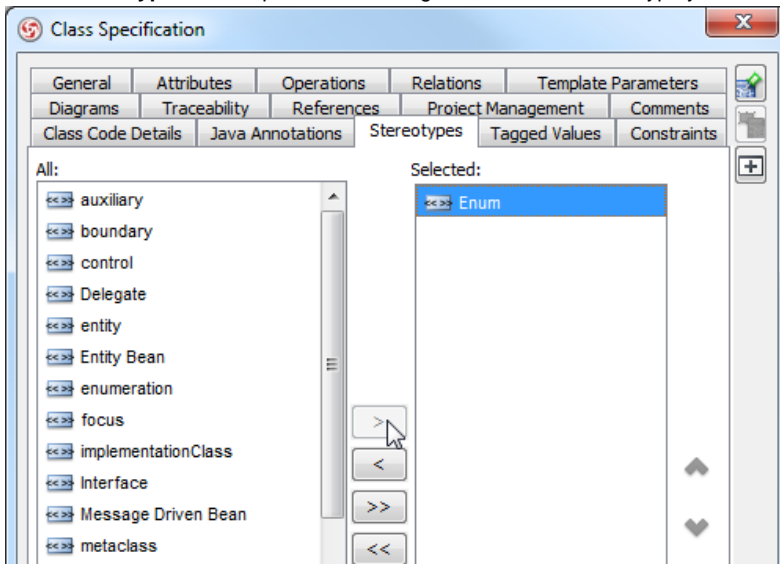 Class Specification
General Attributes Operations Relations Template Parameters
Diagrams Traceability References Project Management Comments
Class Code Details Java Annotations Stereotypes Tagged Values Constraints
All: Selected:
<<>> auxiliary <<>> Enum
<<>> boundary
<<>> control
<<>> Delegate
<<>> entity
<<>> Entity Bean
<<>> enumeration
<<>> focus >
<<>> implementationClass
<
<<>> Interface
<<>> Message Driven Bean >>
<<>> metaclass <<